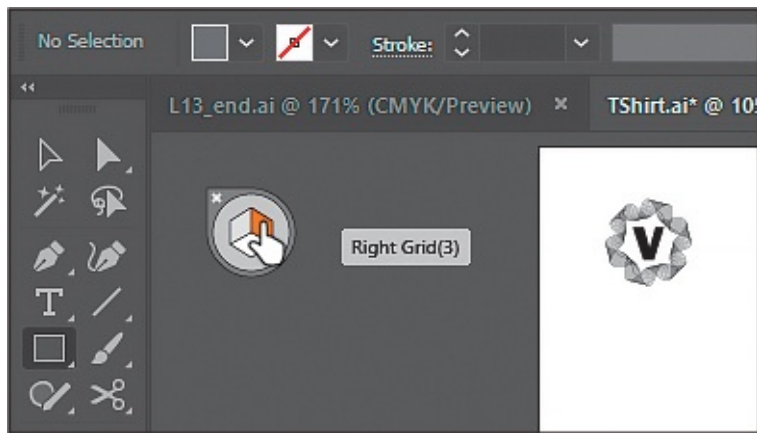 No Selection Stroke:
L13_end.ai @ 171% (CMYK/Preview) × TShirt.ai* @ 10
Right Grid(3)
V
T